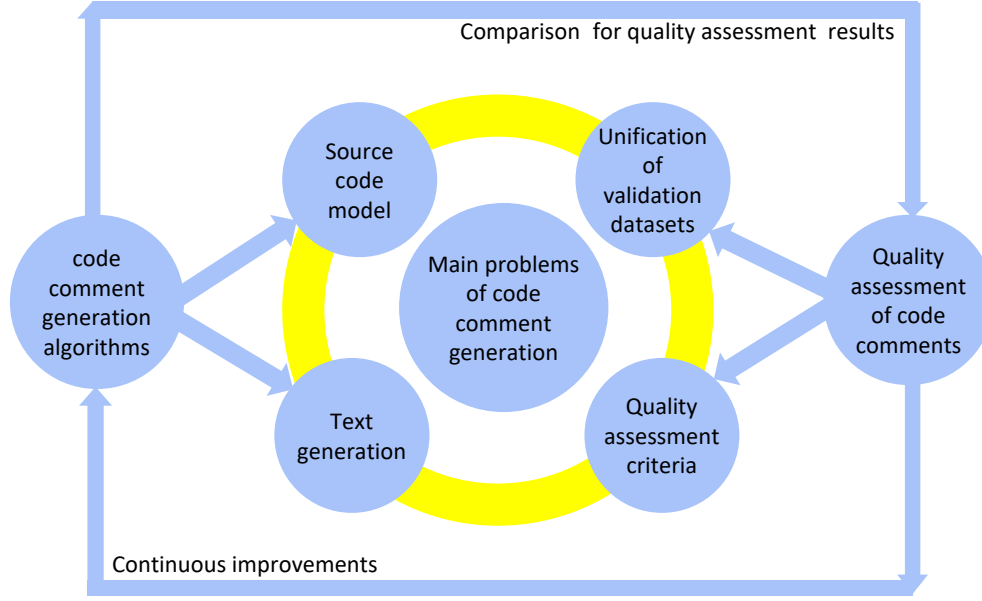 Comparison for quality assessment results
Source
code
model
Unification
of
validation
datasets
code
comment
generation
algorithms
Main problems
of code
comment
generation
Quality
assessment
of code
comments
Text
generation
Quality
assessment
criteria
Continuous improvements